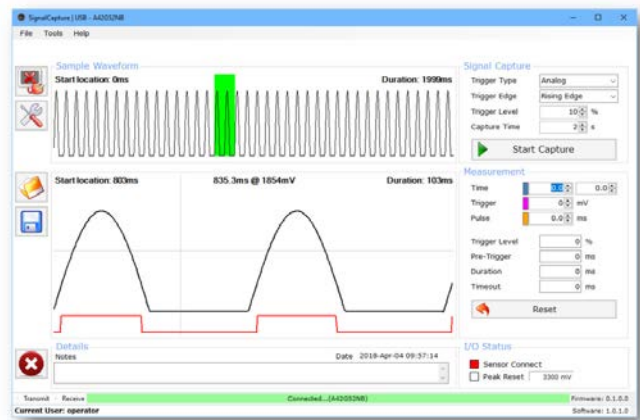 SignalCapture | USB - A42032NB
File Tools Help
Sample Waveform
Start location: 0ms Duration: 1999ms
Start location: 803ms 835.3ms @ 1854mV Duration: 103ms
Details
Notes Date 2018-Apr-04 09:57:14
Signal Capture
Trigger Type Analog
Trigger Edge Rising Edge
Trigger Level 10 %
Capture Time 2 s
Start Capture
Measurement
Time 0.0 0.0
Trigger 0 mV
Pulse 0.0 ms
Trigger Level 0 %
Pre-Trigger 0 ms
Duration 0 ms
Timeout 0 ms
Reset
I/O Status
Sensor Connect
Peak Reset 2300 mV
Transmit Receive Connected...(A42032NB) Firmware: 0.1.0.0
Current User: operator Software: 1.0.1.0